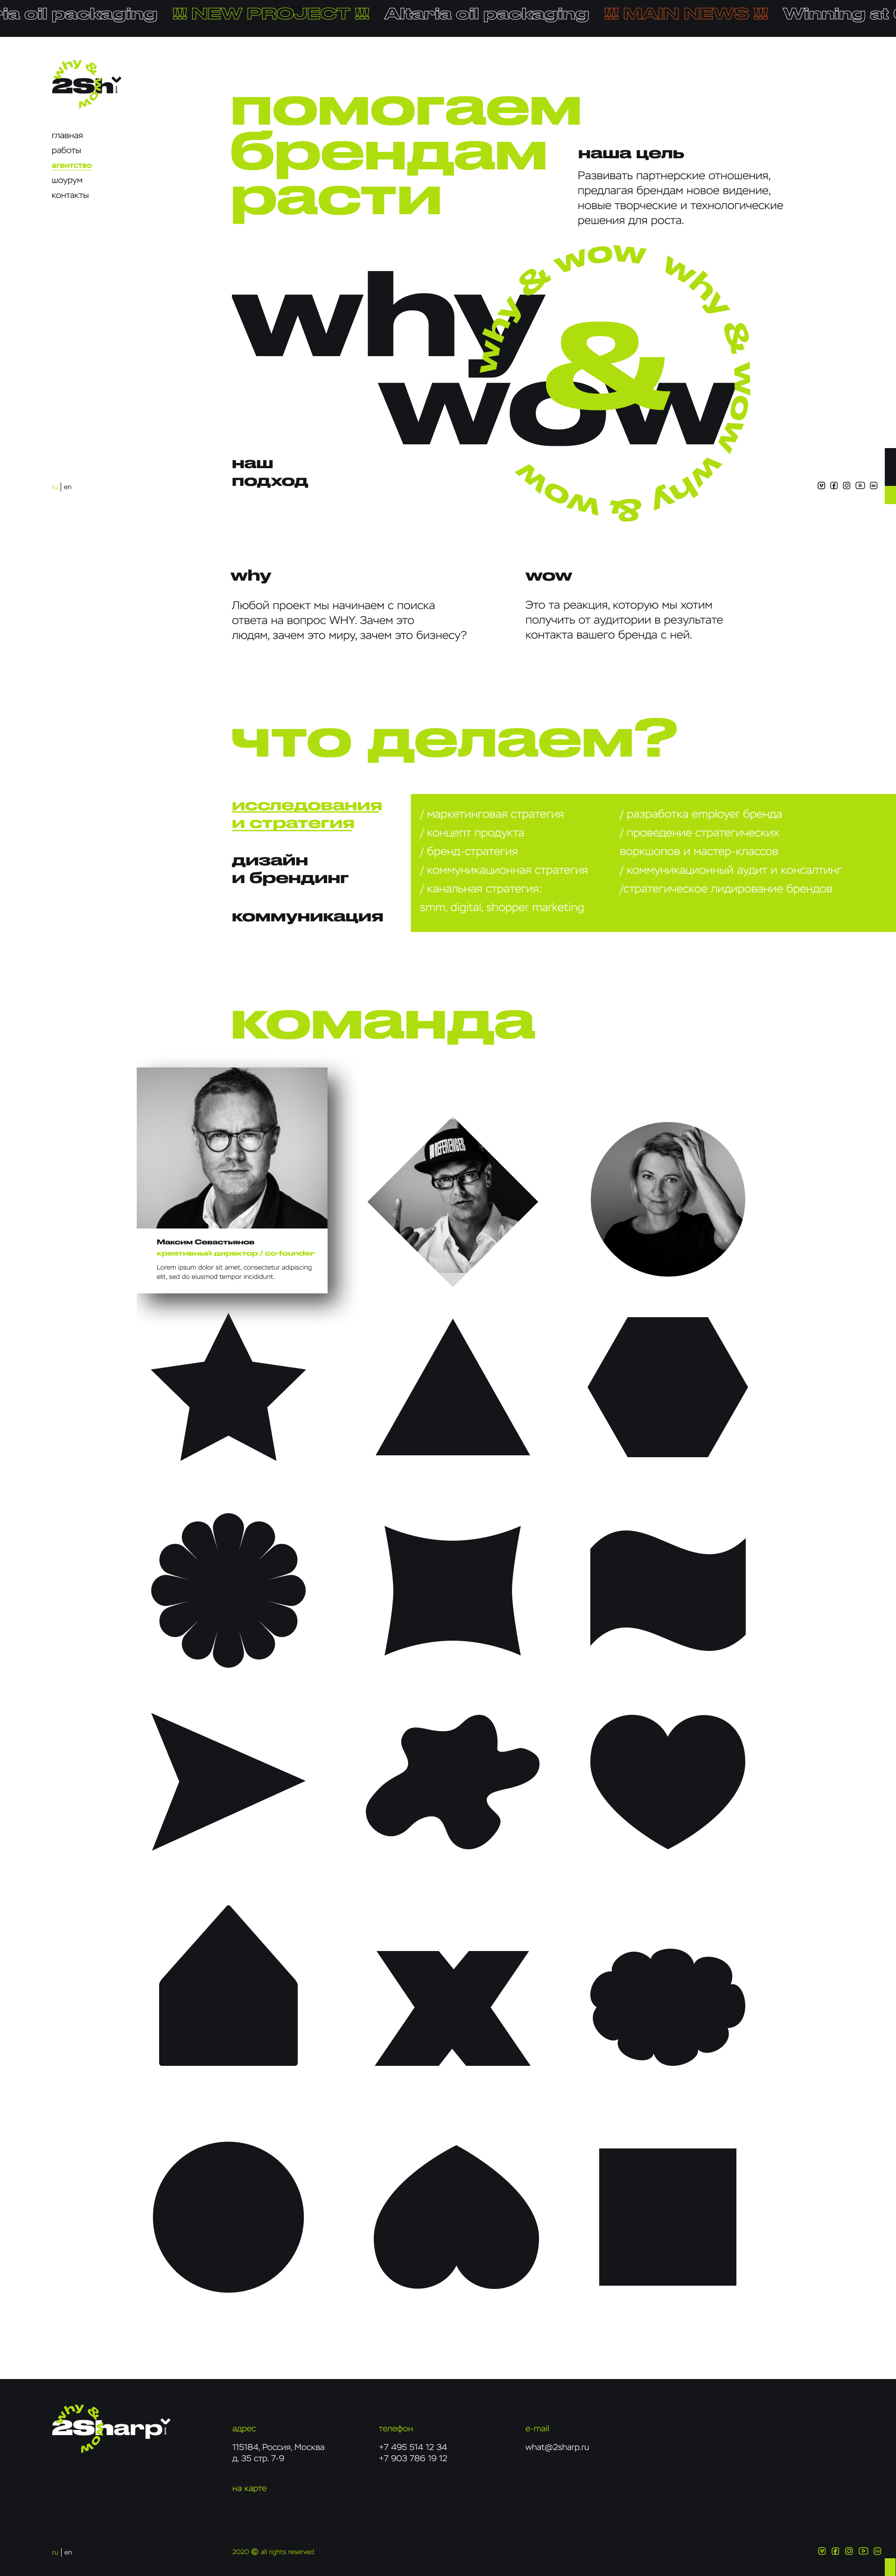 ria oil packaging !!! NEW PROJECT !!! Altaria oil packaging !!! MAIN NEWS !!! Winning at
why & wow
2Sh
главная
работы
агентство
шоурум
контакты
помогаем
брендам
расти
наша цель
Развивать партнерские отношения,
предлагая брендам новое видение,
новые творческие и технологические
решения для роста.
why
&
wow
why & wow why & wow why & wow
наш
подход
ru | en
why
Любой проект мы начинаем с поиска
ответа на вопрос WHY. Зачем это
людям, зачем это миру, зачем это бизнесу?
wow
Это та реакция, которую мы хотим
получить от аудитории в результате
контакта вашего бренда с ней.
что делаем?
исследования
и стратегия
дизайн
и брендинг
коммуникация
/ маркетинговая стратегия
/ концепт продукта
/ бренд-стратегия
/ коммуникационная стратегия
/ канальная стратегия:
smm, digital, shopper marketing
/ разработка employer бренда
/ проведение стратегических
воркшопов и мастер-классов
/ коммуникационный аудит и консалтинг
/стратегическое лидирование брендов
команда
Максим Севастьянов
креативный директор / co-founder
Lorem ipsum dolor sit amet, consectetur adipiscing
elit, sed do eiusmod tempor incididunt.
why & wow
2Sharp
адрес
115184, Россия, Москва
д. 35 стр. 7-9
на карте
телефон
+7 495 514 12 34
+7 903 786 19 12
e-mail
what@2sharp.ru
ru | en
2020 © all rights reserved